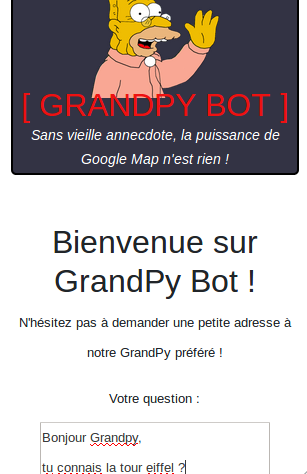 [ GRANDPY BOT ]
Sans vieille annecdote, la puissance de
Google Map n'est rien !
Bienvenue sur
GrandPy Bot !
N'hésitez pas à demander une petite adresse à
notre GrandPy préféré !
Votre question :
Bonjour Grandpy,
tu connais la tour eiffel ?